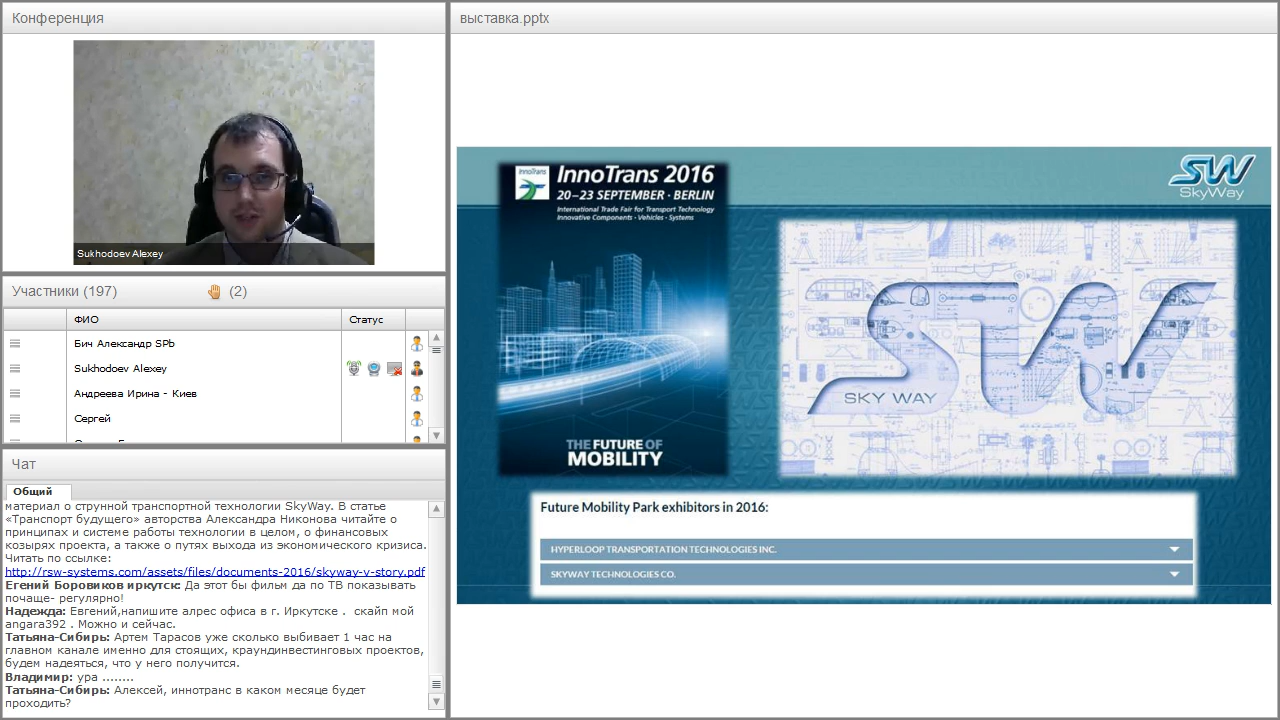 Конференция
Sukhodoev Alexey
Участники (197)
(2)
ФИО
Статус
Бич Александр SPb
Sukhodoev Alexey
Андреева Ирина - Киев
Сергей
Чат
Общий
материал о струнной транспортной технологии SkyWay. В статье
«Транспорт будущего» авторства Александра Никонова читайте о
принципах и системе работы технологии в целом, о финансовых
козырях проекта, а также о путях выхода из экономического кризиса.
Читать по ссылке:
http://rsw-systems.com/assets/files/documents-2016/skyway-v-story.pdf
Егений Боровиков иркутск: Да этот бы фильм да по ТВ показывать
почаще- регулярно!
Надежда: Евгений,напишите алрес офиса в г. Иркутске . скайп мой
angara392 . Можно и сейчас.
Татьяна-Сибирь: Артем Тарасов уже сколько выбивает 1 час на
главном канале именно для стоящих, краундинвестинговых проектов,
будем надеяться, что у него получится.
Владимир: ура ........
Татьяна-Сибирь: Алексей, Иннотранс в каком месяце будет
проходить?
выставка.pptx
SW
SkyWay
InnoTrans
InnoTrans 2016
20–23 SEPTEMBER · BERLIN
International Trade Fair for Transport Technology
Innovative Components · Vehicles · Systems
THE FUTURE OF
MOBILITY
SW
SKY WAY
Future Mobility Park exhibitors in 2016:
HYPERLOOP TRANSPORTATION TECHNOLOGIES INC.
SKYWAY TECHNOLOGIES CO.